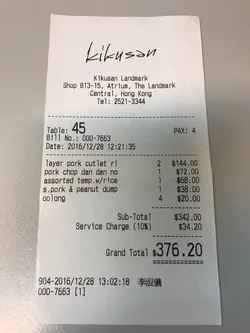 kikusan
Kikusan Landmark
Shop B13-15, Atrium, The Landmark
Central, Hong Kong
Tel: 2521-3344
Table: 45 PAX: 4
Bill No.: 000-7663
Date: 2016/12/28 12:21:35
layer pork cutlet ri 2 $144.00
pork chop dan dan no 1 $72.00
assorted temp.w/rice 1 $68.00
s.pork & peanut dump 1 $38.00
oolong 4 $20.00
Sub-Total $342.00
Service Charge (10%) $34.20
Grand Total $376.20
904-2016/12/28 13:02:18 李淑儀
000-7663 [1]